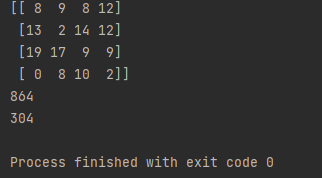 [[ 8  9  8 12]
 [13  2 14 12]
 [19 17  9  9]
 [ 0  8 10  2]]
864
304
Process finished with exit code 0